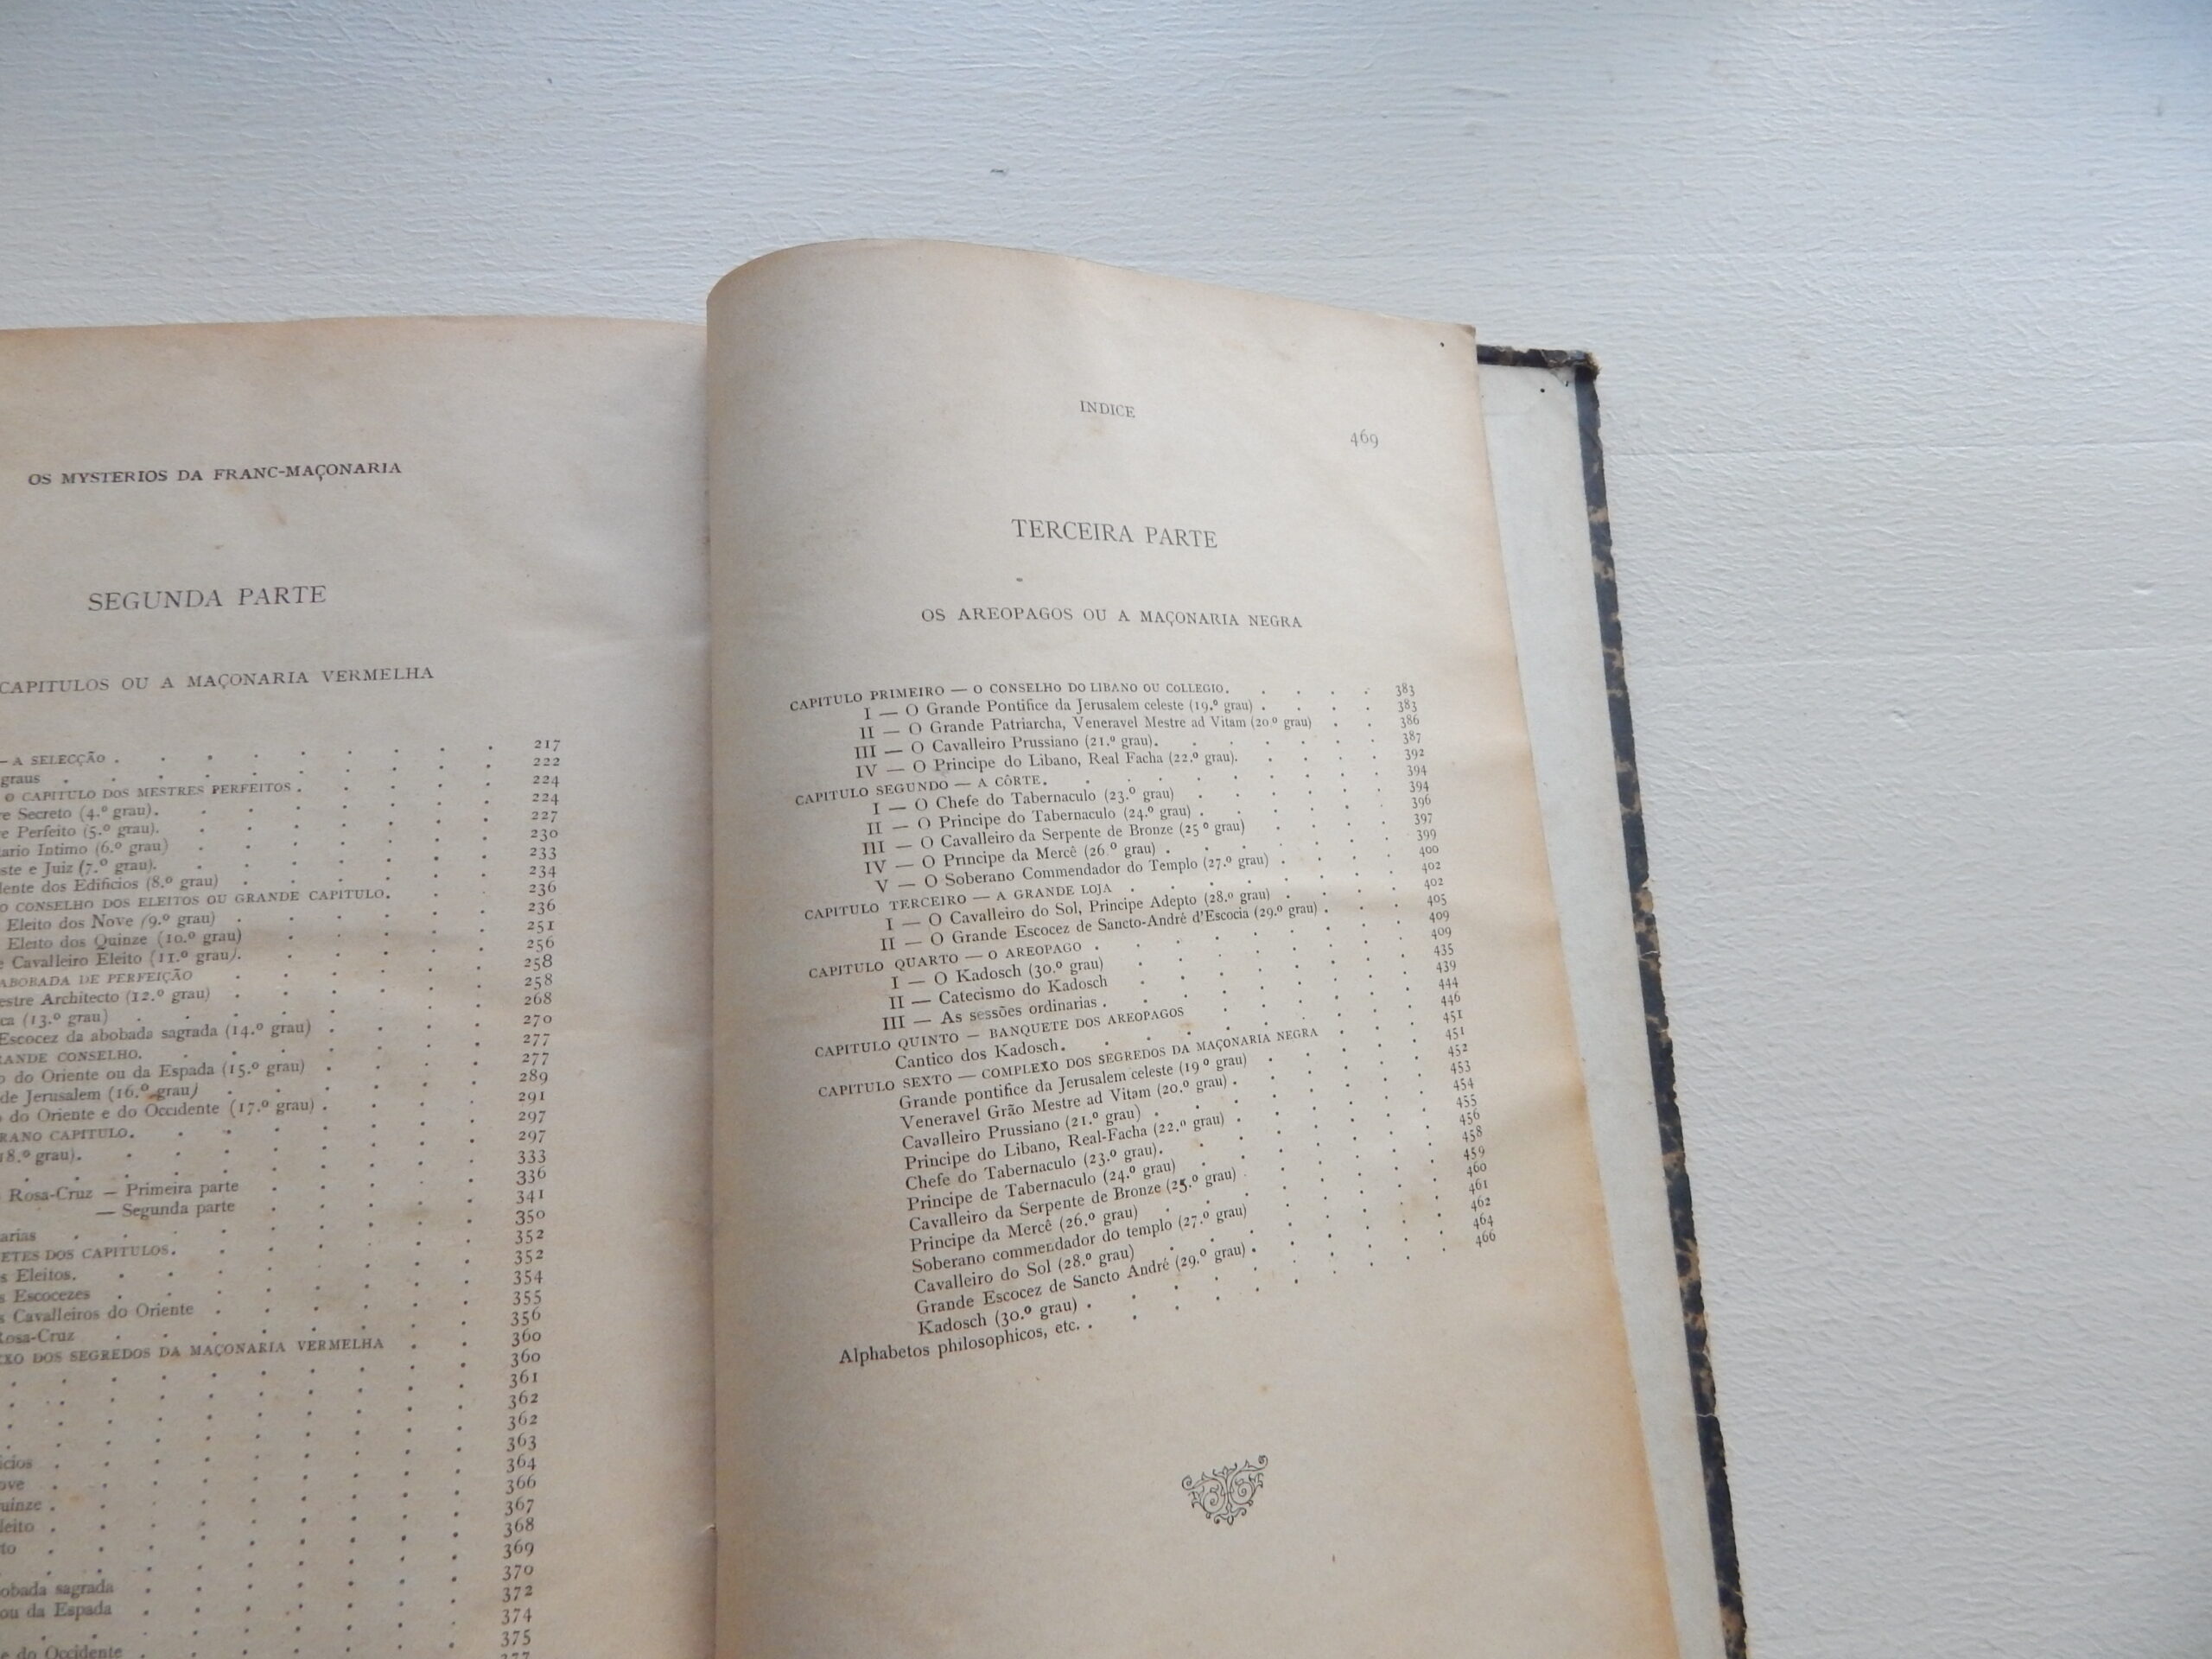 OS MYSTERIOS DA FRANC-MAÇONARIA
SEGUNDA PARTE
CAPITULOS OU A MAÇONARIA VERMELHA
— A SELECÇÃO . . . . . . 217
graus . . . . . . 222
O CAPITULO DOS MESTRES PERFEITOS . . . . 224
Secreto (4.º grau). . . . . 224
Perfeito (5.º grau). . . . . 227
Intimo (6.º grau) . . . . 230
e Juiz (7.º grau). . . . . 233
dos Edificios (8.º grau) . . . . 234
O CONSELHO DOS ELEITOS OU GRANDE CAPITULO. . 236
Eleito dos Nove (9.º grau) . . . . 236
Eleito dos Quinze (10.º grau) . . . 251
Cavalleiro Eleito (11.º grau). . . . 256
DE PERFEIÇÃO . . . . 258
Architecto (12.º grau) . . . . 258
(13.º grau) . . . . . 268
Escocez da abobada sagrada (14.º grau) . . . 270
CONSELHO. . . . . 277
do Oriente ou da Espada (15.º grau) . . . 277
de Jerusalem (16.º grau) . . . . 289
do Oriente e do Occidente (17.º grau) . . . 291
CAPITULO. . . . . 297
grau). . . . . 297
. . . . . 333
Rosa-Cruz — Primeira parte . . . . 336
— Segunda parte . . . . 341
. . . . . 350
DOS CAPITULOS. . . . . 352
Eleitos. . . . . 352
Escocezes . . . . . 354
Cavalleiros do Oriente . . . . 355
Rosa-Cruz . . . . . 356
DOS SEGREDOS DA MAÇONARIA VERMELHA . . 360
. . . . . 360
. . . . . 361
. . . . . 362
. . . . . 362
. . . . . 363
. . . . . 364
. . . . . 366
. . . . . 367
. . . . . 368
. . . . . 369
. . . . . 370
sagrada . . . . 372
ou da Espada . . . . 374
. . . . . 375
do Occidente . . . .
INDICE
469
TERCEIRA PARTE
OS AREOPAGOS OU A MAÇONARIA NEGRA
CAPITULO PRIMEIRO — O CONSELHO DO LIBANO OU COLLEGIO. . . . . 383
I — O Grande Pontifice da Jerusalem celeste (19.º grau) . . . . 383
II — O Grande Patriarcha, Veneravel Mestre ad Vitam (20.º grau) . . 386
III — O Cavalleiro Prussiano (21.º grau). . . . . 387
IV — O Principe do Libano, Real Facha (22.º grau). . . . 392
CAPITULO SEGUNDO — A CÔRTE. . . . . 394
I — O Chefe do Tabernaculo (23.º grau) . . . . 394
II — O Principe do Tabernaculo (24.º grau) . . . . 396
III — O Cavalleiro da Serpente de Bronze (25º grau) . . . 397
IV — O Principe da Mercê (26.º grau) . . . . 399
V — O Soberano Commendador do Templo (27.º grau) . . . 400
CAPITULO TERCEIRO — A GRANDE LOJA . . . . 402
I — O Cavalleiro do Sol, Principe Adepto (28.º grau) . . . 402
II — O Grande Escocez de Sancto-André d'Escocia (29.º grau) . . 405
CAPITULO QUARTO — O AREOPAGO . . . . 409
I — O Kadosch (30.º grau) . . . . 409
II — Catecismo do Kadosch . . . . 435
III — As sessões ordinarias . . . . 439
CAPITULO QUINTO — BANQUETE DOS AREOPAGOS . . . 444
Cantico dos Kadosch. . . . . 446
CAPITULO SEXTO — COMPLEXO DOS SEGREDOS DA MAÇONARIA NEGRA . . 451
Grande pontifice da Jerusalem celeste (19º grau) . . . 451
Veneravel Grão Mestre ad Vitam (20.º grau) . . . . 452
Cavalleiro Prussiano (21.º grau) . . . . 453
Principe do Libano, Real-Facha (22.º grau) . . . . 454
Chefe do Tabernaculo (23.º grau). . . . . 455
Principe de Tabernaculo (24.º grau) . . . . 456
Cavalleiro da Serpente de Bronze (25.º grau) . . . 458
Principe da Mercê (26.º grau) . . . . 459
Soberano commendador do templo (27.º grau) . . . 460
Cavalleiro do Sol (28.º grau) . . . . 461
Grande Escocez de Sancto André (29.º grau) . . . . 462
Kadosch (30.º grau) . . . . 464
Alphabetos philosophicos, etc. . . . . 466